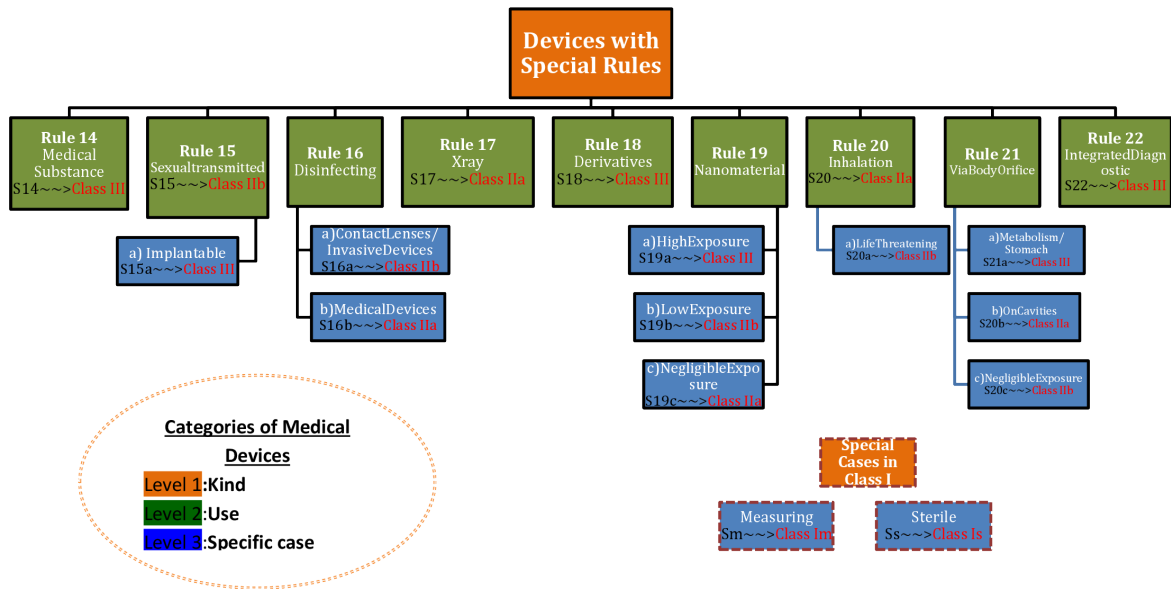 Devices with
Special Rules
Rule 14
Medical
Substance
S14~~>Class III
Rule 15
Sexualtransmitted
S15~~>Class IIb
Rule 16
Disinfecting
Rule 17
Xray
S17~~>Class IIa
Rule 18
Derivatives
S18~~>Class III
Rule 19
Nanomaterial
Rule 20
Inhalation
S20~~>Class IIa
Rule 21
ViaBodyOrifice
Rule 22
IntegratedDiagn
ostic
S22~~>Class III
a) Implantable
S15a~~>Class III
a)ContactLenses/
InvasiveDevices
S16a~~>Class IIb
b)MedicalDevices
S16b~~>Class IIa
a)HighExposure
S19a~~>Class III
b)LowExposure
S19b~~>Class IIb
c)NegligibleExpo
sure
S19c~~>Class IIa
a)LifeThreatening
S20a~~>Class IIb
a)Metabolism/
Stomach
S21a~~>Class III
b)OnCavities
S20b~~>Class IIa
c)NegligibleExposure
S20c~~>Class IIb
Categories of Medical
Devices
Level 1:Kind
Level 2:Use
Level 3:Specific case
Special
Cases in
Class I
Measuring
Sm~~>Class Im
Sterile
Ss~~>Class Is